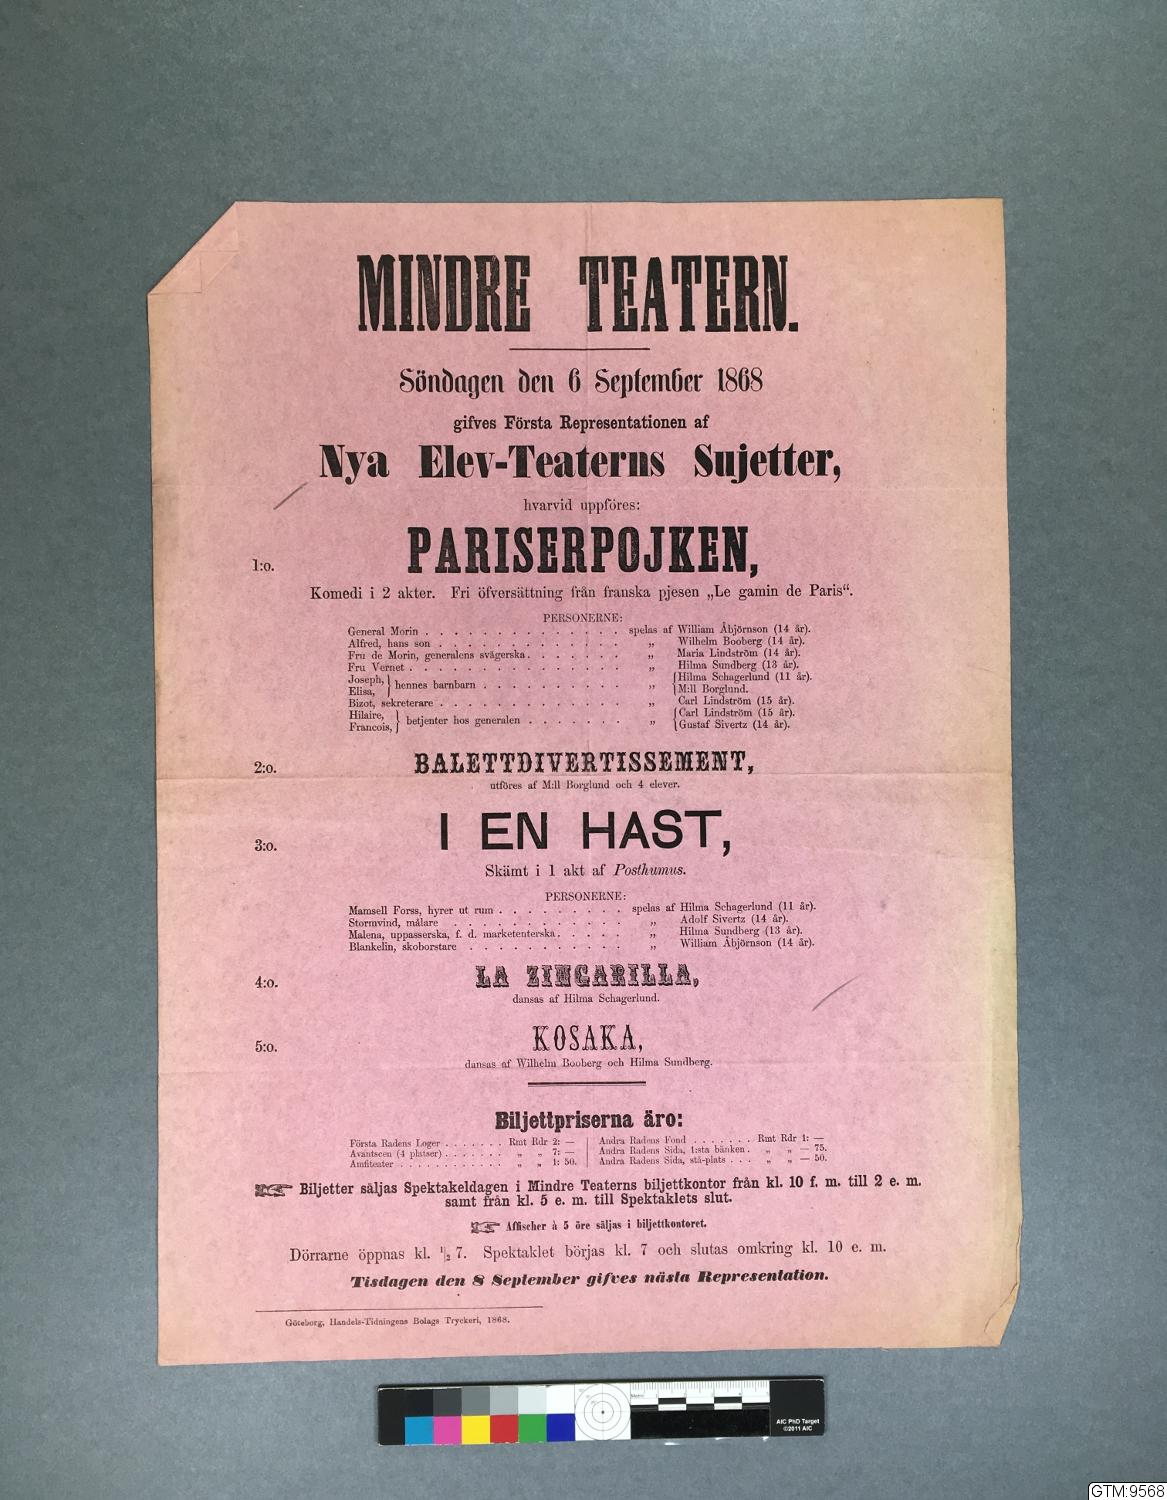 MINDRE TEATERN.
Söndagen den 6 September 1868
gifves Första Representationen af
Nya Elev-Teaterns Sujetter,
hvarvid uppföres:
1:o. PARISERPOJKEN,
Komedi i 2 akter. Fri öfversättning från franska pjesen „Le gamin de Paris“.
PERSONERNE:
General Morin . . . . . . . . . . . . . . spelas af William Åbjörnson (14 år).
Alfred, hans son . . . . . . . . . . . . . „ Wilhelm Booberg (14 år).
Fru de Morin, generalens svägerska . . . . . . . „ Maria Lindström (14 år).
Fru Vernet . . . . . . . . . . . . . . . „ Hilma Sundberg (13 år).
Joseph, } hennes barnbarn . . . . . . . . . . „ { Hilma Schagerlund (11 år).
Elisa, } { M:ll Borglund.
Bizot, sekreterare . . . . . . . . . . . . . „ Carl Lindström (15 år).
Hilaire, } betjenter hos generalen . . . . . . . „ { Carl Lindström (15 år).
Francois, } { Gustaf Sivertz (14 år).
2:o. BALETTDIVERTISSEMENT,
utföres af M:ll Borglund och 4 elever.
3:o. I EN HAST,
Skämt i 1 akt af Posthumus.
PERSONERNE:
Mamsell Forss, hyrer ut rum . . . . . . . . . spelas af Hilma Schagerlund (11 år).
Stormvind, målare . . . . . . . . . . . . „ Adolf Sivertz (14 år).
Malena, uppasserska, f. d. marketenterska . . . . . „ Hilma Sundberg (13 år).
Blankelin, skoborstare . . . . . . . . . . . „ William Åbjörnson (14 år).
4:o. LA ZINGARILLA,
dansas af Hilma Schagerlund.
5:o. KOSAKA,
dansas af Wilhelm Booberg och Hilma Sundberg.
Biljettpriserna äro:
Första Radens Loger . . . . . . . Rmt Rdr 2: — | Andra Radens Fond . . . . . . . Rmt Rdr 1: —
Avantscen (4 platser) . . . . . . . „ „ 7: — | Andra Radens Sida, 1:sta bänken . „ „ — 75.
Amfiteater . . . . . . . . . . . . „ „ 1: 50. | Andra Radens Sida, stå-plats . . . „ „ — 50.
☞ Biljetter säljas Spektakeldagen i Mindre Teaterns biljettkontor från kl. 10 f. m. till 2 e. m.
samt från kl. 5 e. m. till Spektaklets slut.
☞ Affischer à 5 öre säljas i biljettkontoret.
Dörrarne öppnas kl. 1/2 7. Spektaklet börjas kl. 7 och slutas omkring kl. 10 e. m.
Tisdagen den 8 September gifves nästa Representation.
Göteborg, Handels-Tidningens Bolags Tryckeri, 1868.
AIC PhD Target
©2011 AIC
GTM:9568